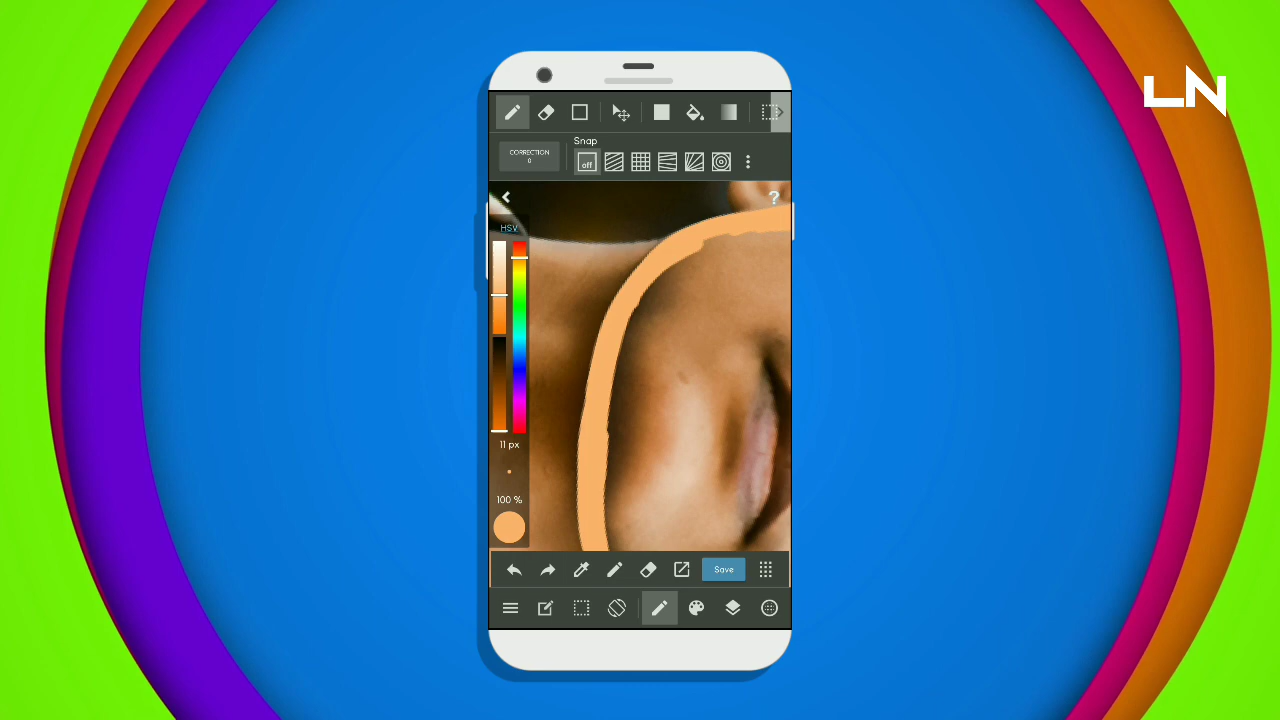 LN
CORRECTION
0
Snap
off
?
HSV
11 px
100 %
Save